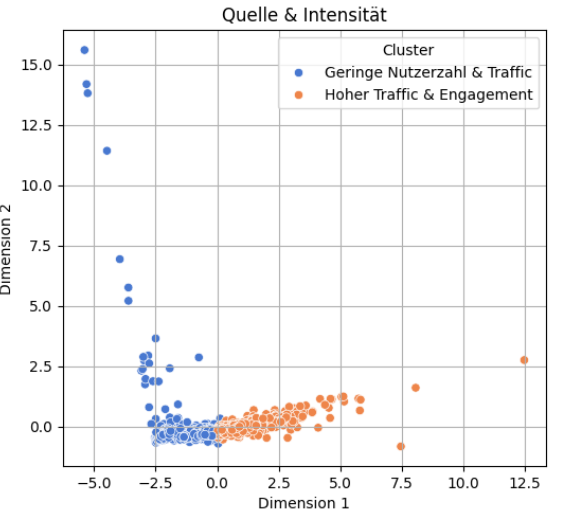 Quelle & Intensität
Cluster
Geringe Nutzerzahl & Traffic
Hoher Traffic & Engagement
15.0
12.5
10.0
7.5
5.0
2.5
0.0
Dimension 2
−5.0 −2.5 0.0 2.5 5.0 7.5 10.0 12.5
Dimension 1